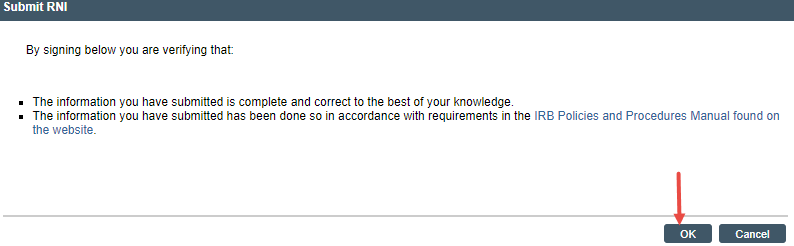 Submit RNI
By signing below you are verifying that:
The information you have submitted is complete and correct to the best of your knowledge.
The information you have submitted has been done so in accordance with requirements in the IRB Policies and Procedures Manual found on
the website.
OK Cancel